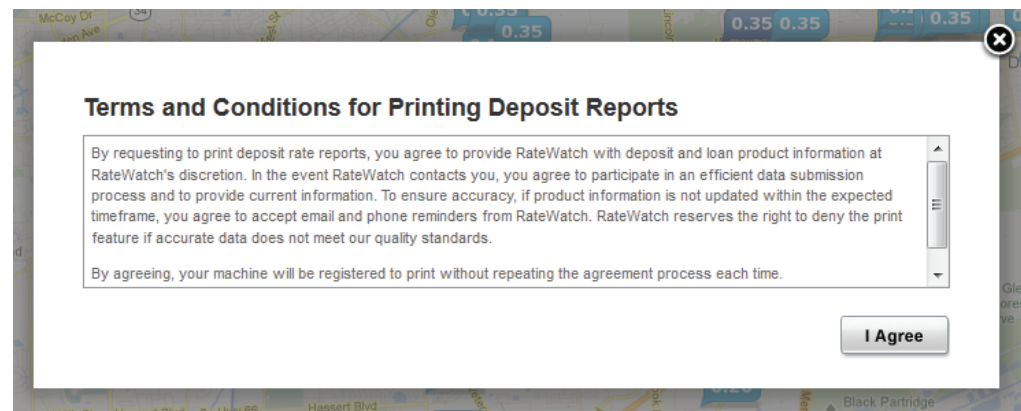 McCoy Dr
34
0.35
0.35
0.35 0.35
0.35
Terms and Conditions for Printing Deposit Reports
By requesting to print deposit rate reports, you agree to provide RateWatch with deposit and loan product information at
RateWatch's discretion. In the event RateWatch contacts you, you agree to participate in an efficient data submission
process and to provide current information. To ensure accuracy, if product information is not updated within the expected
timeframe, you agree to accept email and phone reminders from RateWatch. RateWatch reserves the right to deny the print
feature if accurate data does not meet our quality standards.
By agreeing, your machine will be registered to print without repeating the agreement process each time.
I Agree
Hassert Blvd
Black Partridge